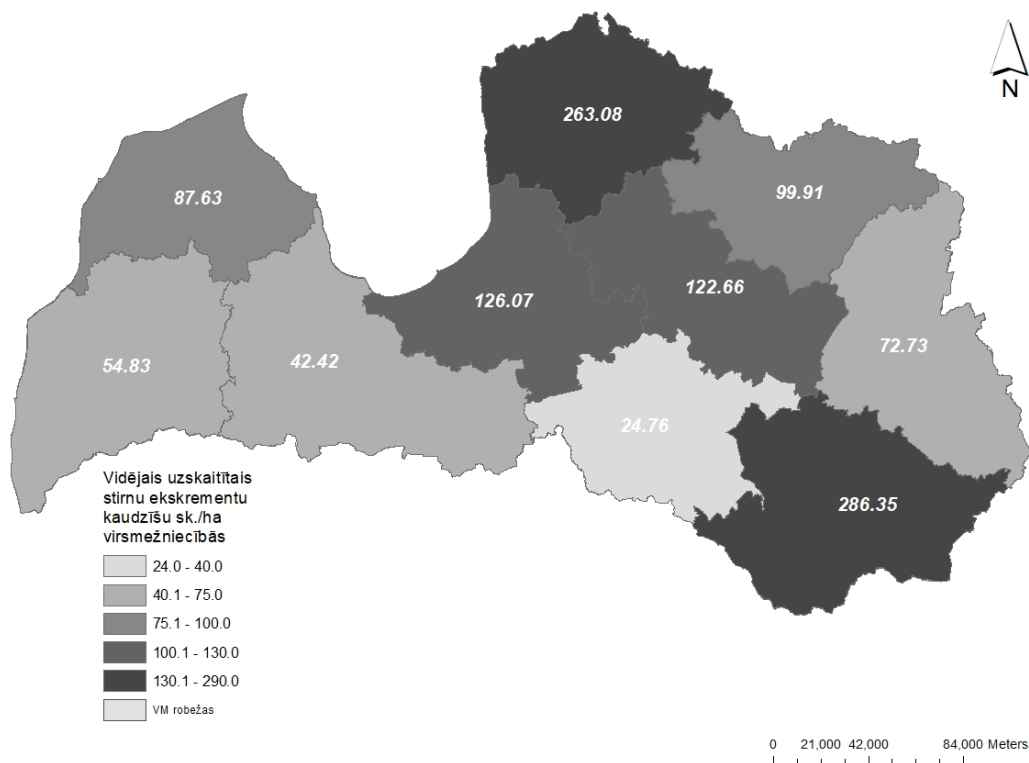 N
263.08
87.63
99.91
126.07
122.66
54.83
42.42
72.73
24.76
286.35
Vidējais uzskaitītais
stirnu ekskrementu
kaudzīšu sk./ha
virsmežniecībās
24.0 - 40.0
40.1 - 75.0
75.1 - 100.0
100.1 - 130.0
130.1 - 290.0
VM robežas
0 21,000 42,000 84,000 Meters